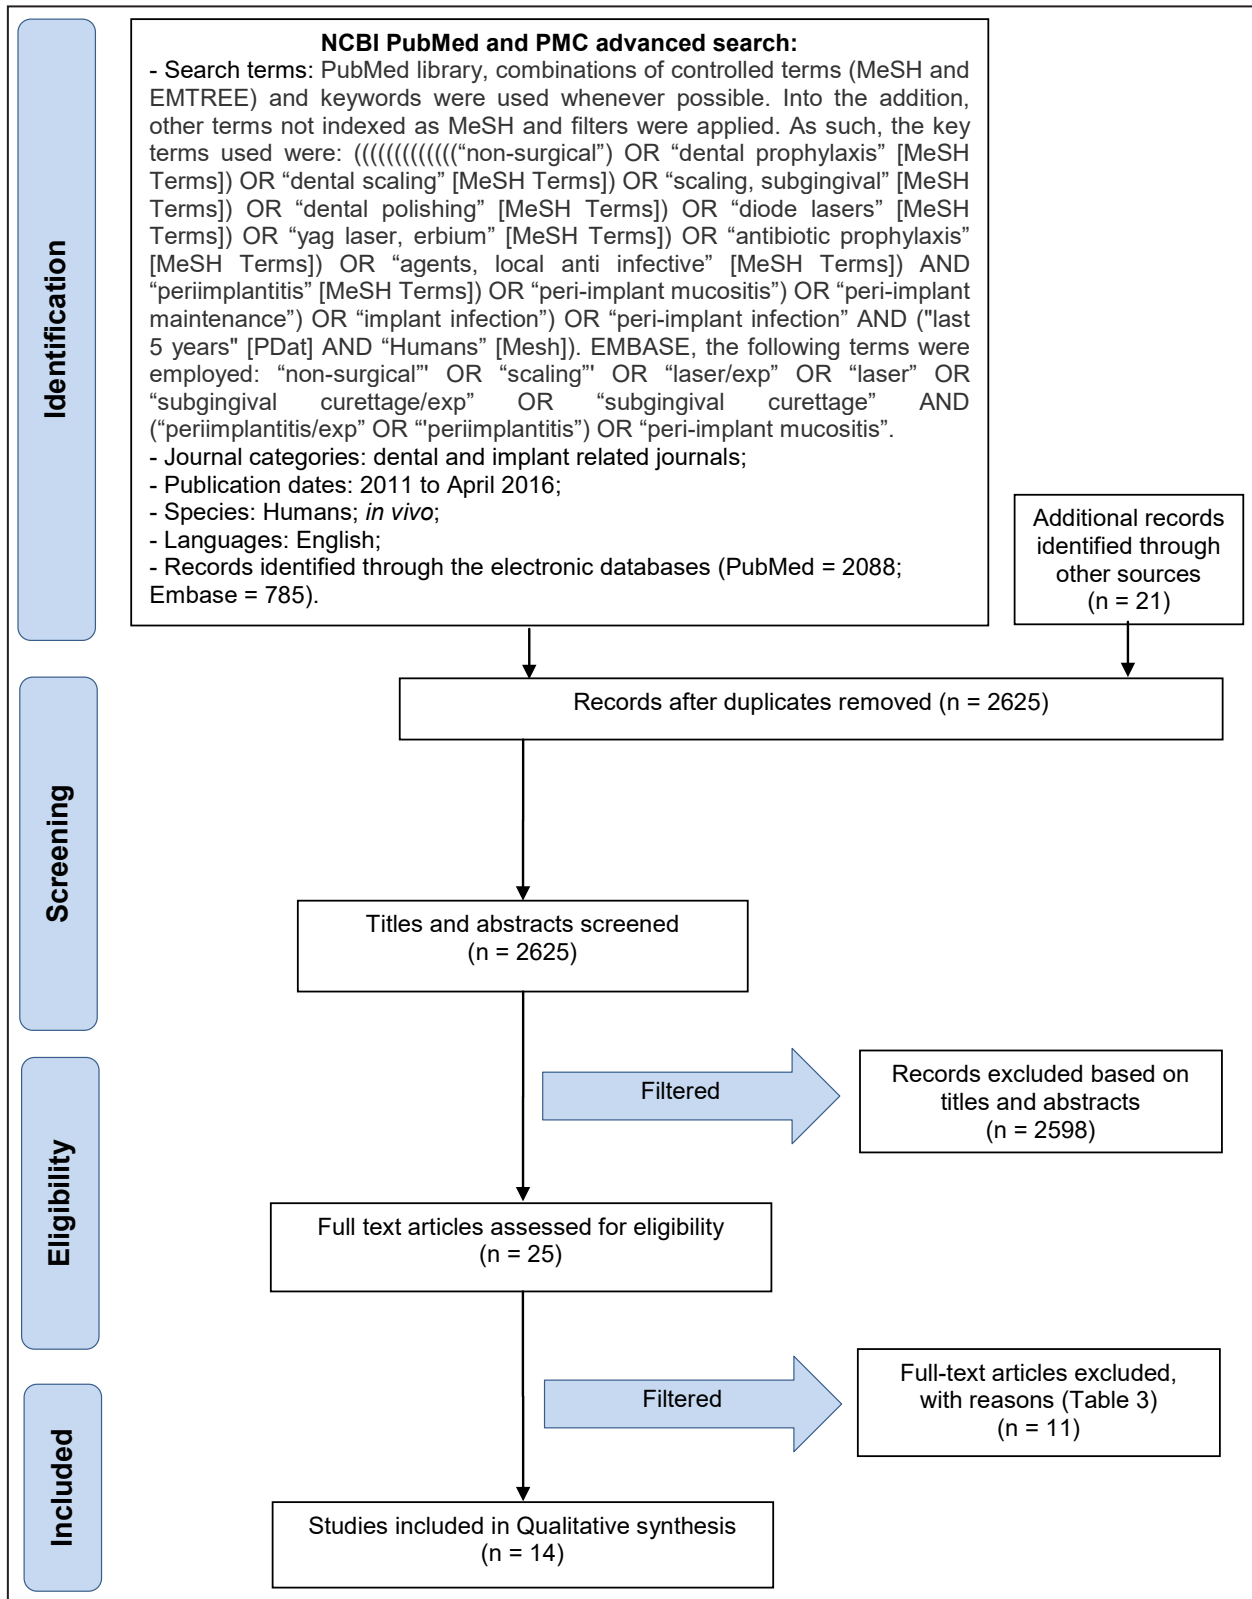 Identification
NCBI PubMed and PMC advanced search:
- Search terms: PubMed library, combinations of controlled terms (MeSH and
EMTREE) and keywords were used whenever possible. Into the addition,
other terms not indexed as MeSH and filters were applied. As such, the key
terms used were: (((((((((((((“non-surgical”) OR “dental prophylaxis” [MeSH
Terms]) OR “dental scaling” [MeSH Terms]) OR “scaling, subgingival” [MeSH
Terms]) OR “dental polishing” [MeSH Terms]) OR “diode lasers” [MeSH
Terms]) OR “yag laser, erbium” [MeSH Terms]) OR “antibiotic prophylaxis”
[MeSH Terms]) OR “agents, local anti infective” [MeSH Terms]) AND
“periimplantitis” [MeSH Terms]) OR “peri-implant mucositis”) OR “peri-implant
maintenance”) OR “implant infection”) OR “peri-implant infection” AND ("last
5 years" [PDat] AND “Humans” [Mesh]). EMBASE, the following terms were
employed: “non-surgical”' OR “scaling”' OR “laser/exp” OR “laser” OR
“subgingival curettage/exp” OR “subgingival curettage” AND
(“periimplantitis/exp” OR “'periimplantitis”) OR “peri-implant mucositis”.
- Journal categories: dental and implant related journals;
- Publication dates: 2011 to April 2016;
- Species: Humans; in vivo;
- Languages: English;
- Records identified through the electronic databases (PubMed = 2088;
Embase = 785).
Additional records
identified through
other sources
(n = 21)
Screening
Records after duplicates removed (n = 2625)
Titles and abstracts screened
(n = 2625)
Eligibility
Filtered
Records excluded based on
titles and abstracts
(n = 2598)
Full text articles assessed for eligibility
(n = 25)
Filtered
Full-text articles excluded,
with reasons (Table 3)
(n = 11)
Included
Studies included in Qualitative synthesis
(n = 14)